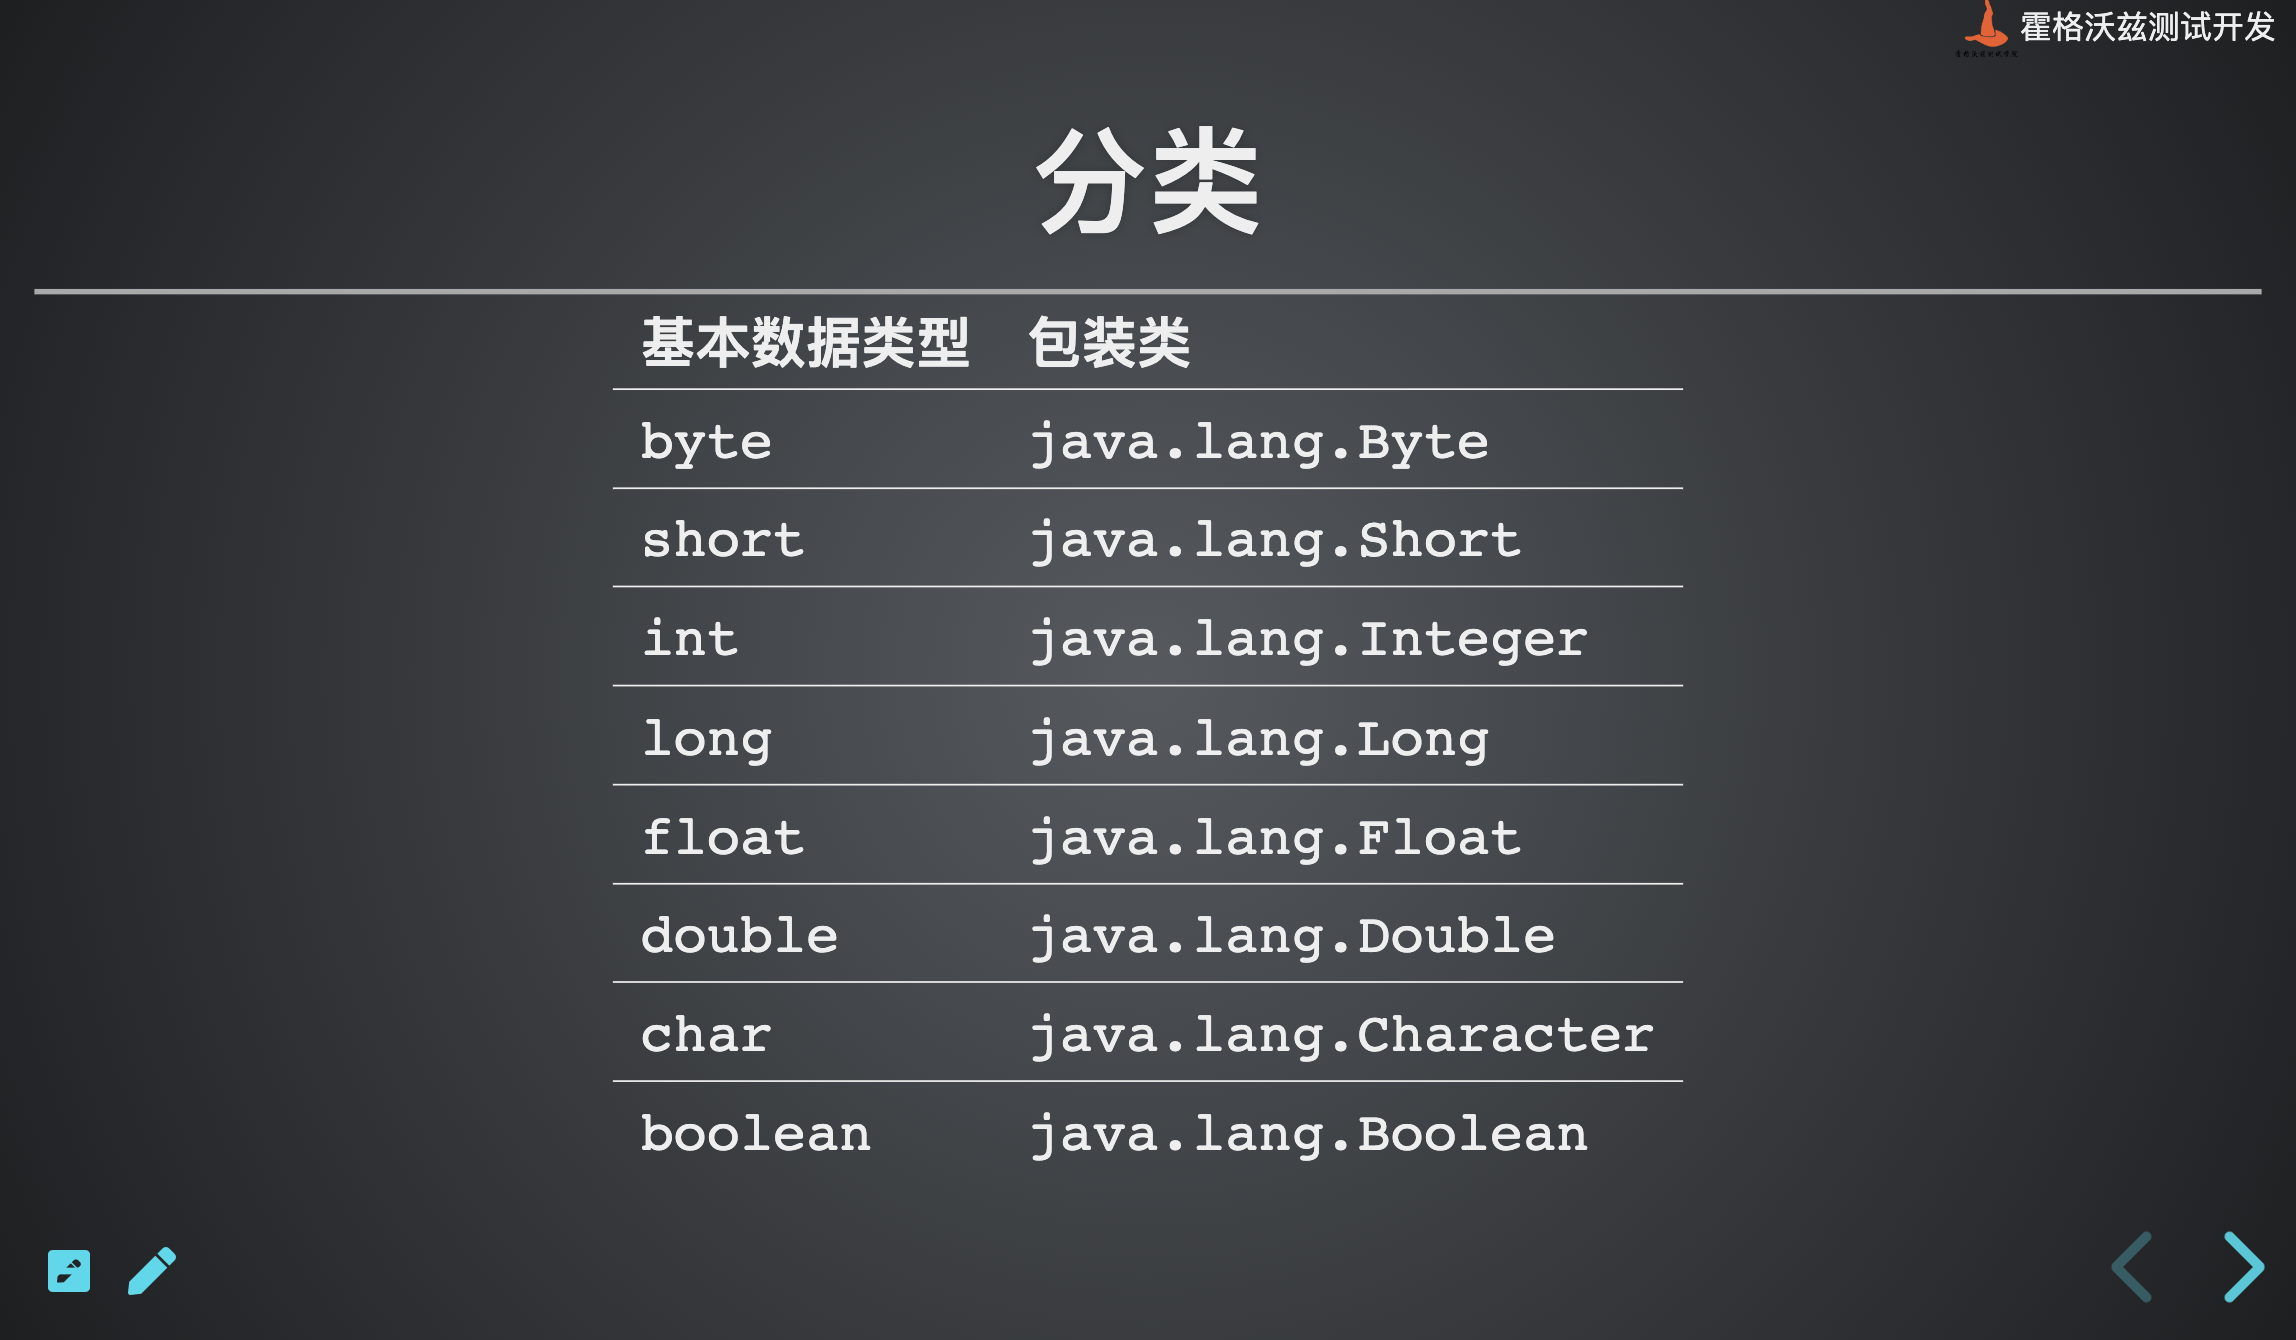 霍格沃兹测试开发
分类
基本数据类型 包装类
byte java.lang.Byte
short java.lang.Short
int java.lang.Integer
long java.lang.Long
float java.lang.Float
double java.lang.Double
char java.lang.Character
boolean java.lang.Boolean